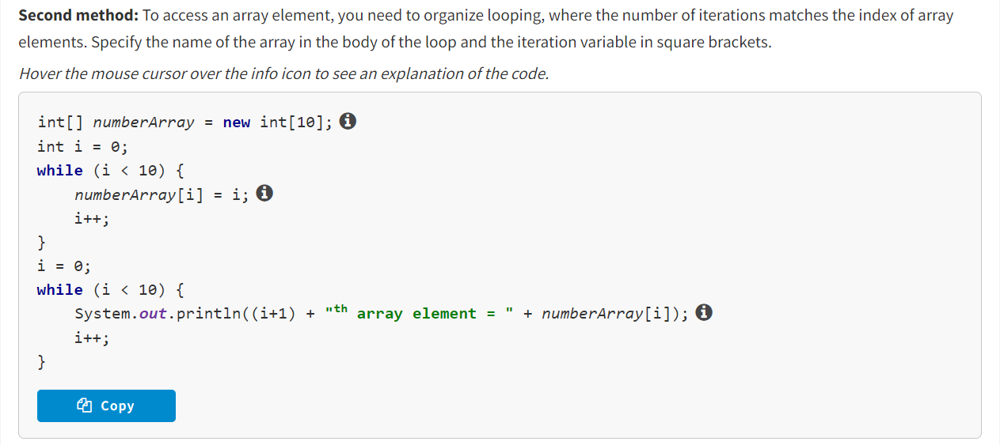 Second method: To access an array element, you need to organize looping, where the number of iterations matches the index of array
elements. Specify the name of the array in the body of the loop and the iteration variable in square brackets.
Hover the mouse cursor over the info icon to see an explanation of the code.
int[] numberArray = new int[10];
int i = 0;
while (i < 10) {
    numberArray[i] = i;
    i++;
}
i = 0;
while (i < 10) {
    System.out.println((i+1) + "th array element = " + numberArray[i]);
    i++;
}
Copy